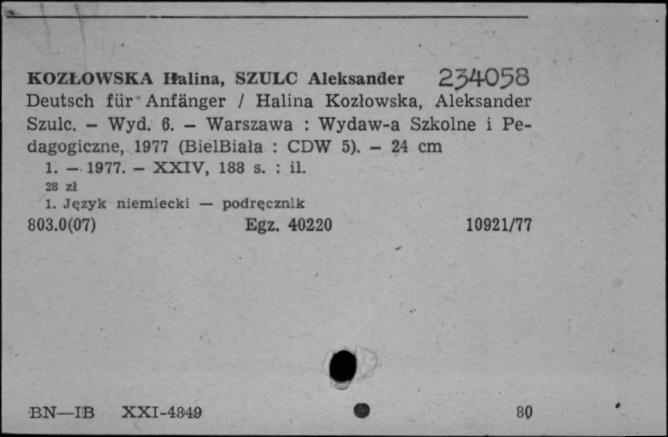 KOZŁOWSKA Halina, SZULC Aleksander 234058
Deutsch für Anfänger / Halina Kozłowska, Aleksander
Szulc. — Wyd. 6. — Warszawa : Wydaw-a Szkolne i Pe-
dagogiczne, 1977 (BielBiała : CDW 5). — 24 cm
1. — 1977. — XXIV, 188 s. : il.
28 zł
1. Język niemiecki — podręcznik
803.0(07) Egz. 40220 10921/77
BN—IB XXI-4849 80